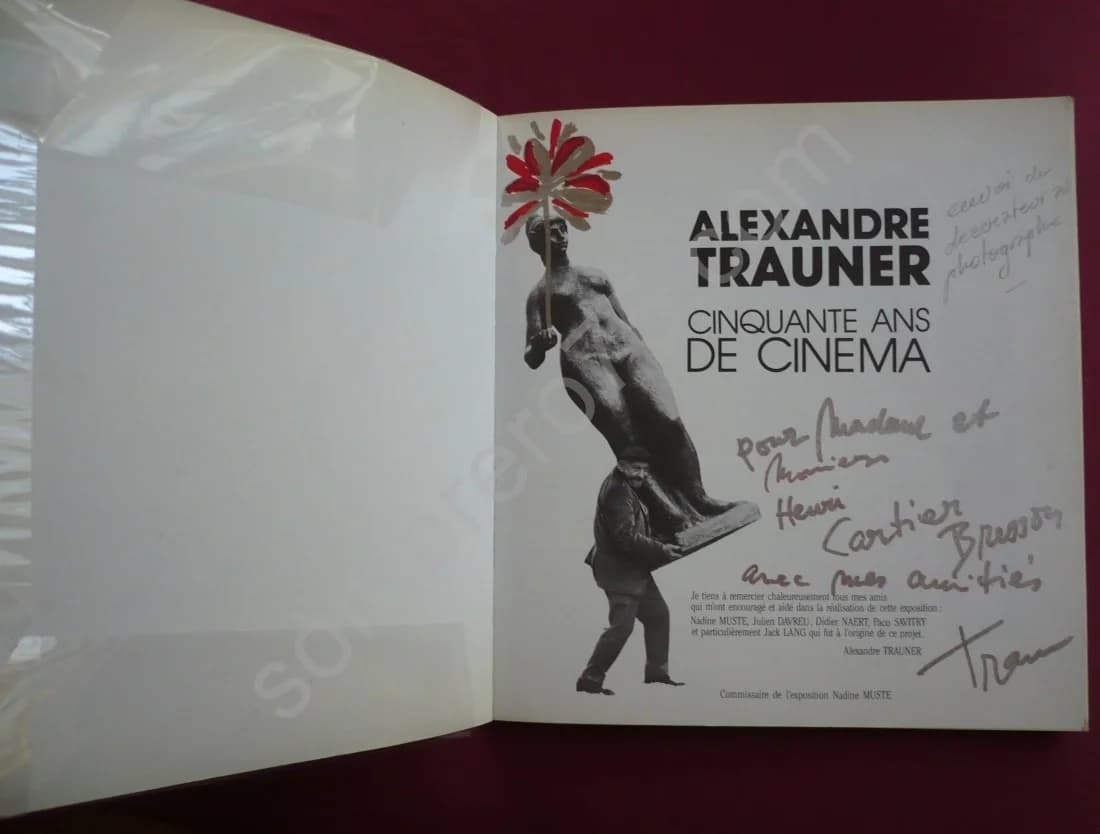 ALEXANDRE
TRAUNER
CINQUANTE ANS
DE CINEMA
envoi du
décorateur au
photographe
pour Madame et
Monsieur
Henri
Cartier
Bresson
avec mes amitiés
Je tiens à remercier chaleureusement tous mes amis
qui m'ont encouragé et aidé dans la réalisation de cette exposition :
Nadine MUSTE, Julien DAVREU, Didier NAERT, Paco SAVITRY
et particulièrement Jack LANG qui fut à l'origine de ce projet.
Alexandre TRAUNER
Trau
Commissaire de l'exposition Nadine MUSTE